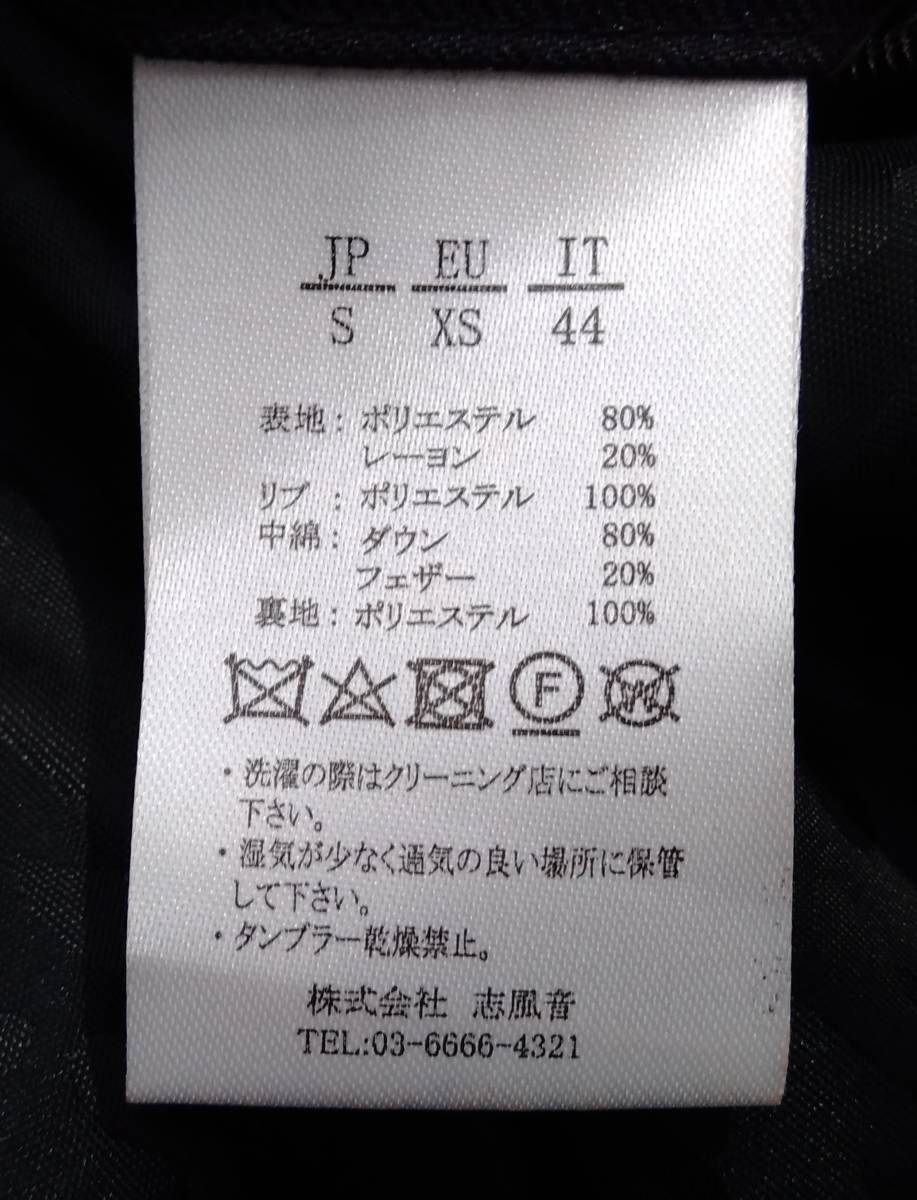 JP EU IT
S XS 44
表地：ポリエステル 80%
レーヨン 20%
リブ：ポリエステル 100%
中綿：ダウン 80%
フェザー 20%
裏地：ポリエステル 100%
F W
・洗濯の際はクリーニング店にご相談
下さい。
・湿気が少なく通気の良い場所に保管
して下さい。
・タンブラー乾燥禁止。
株式会社 志風音
TEL:03-6666-4321